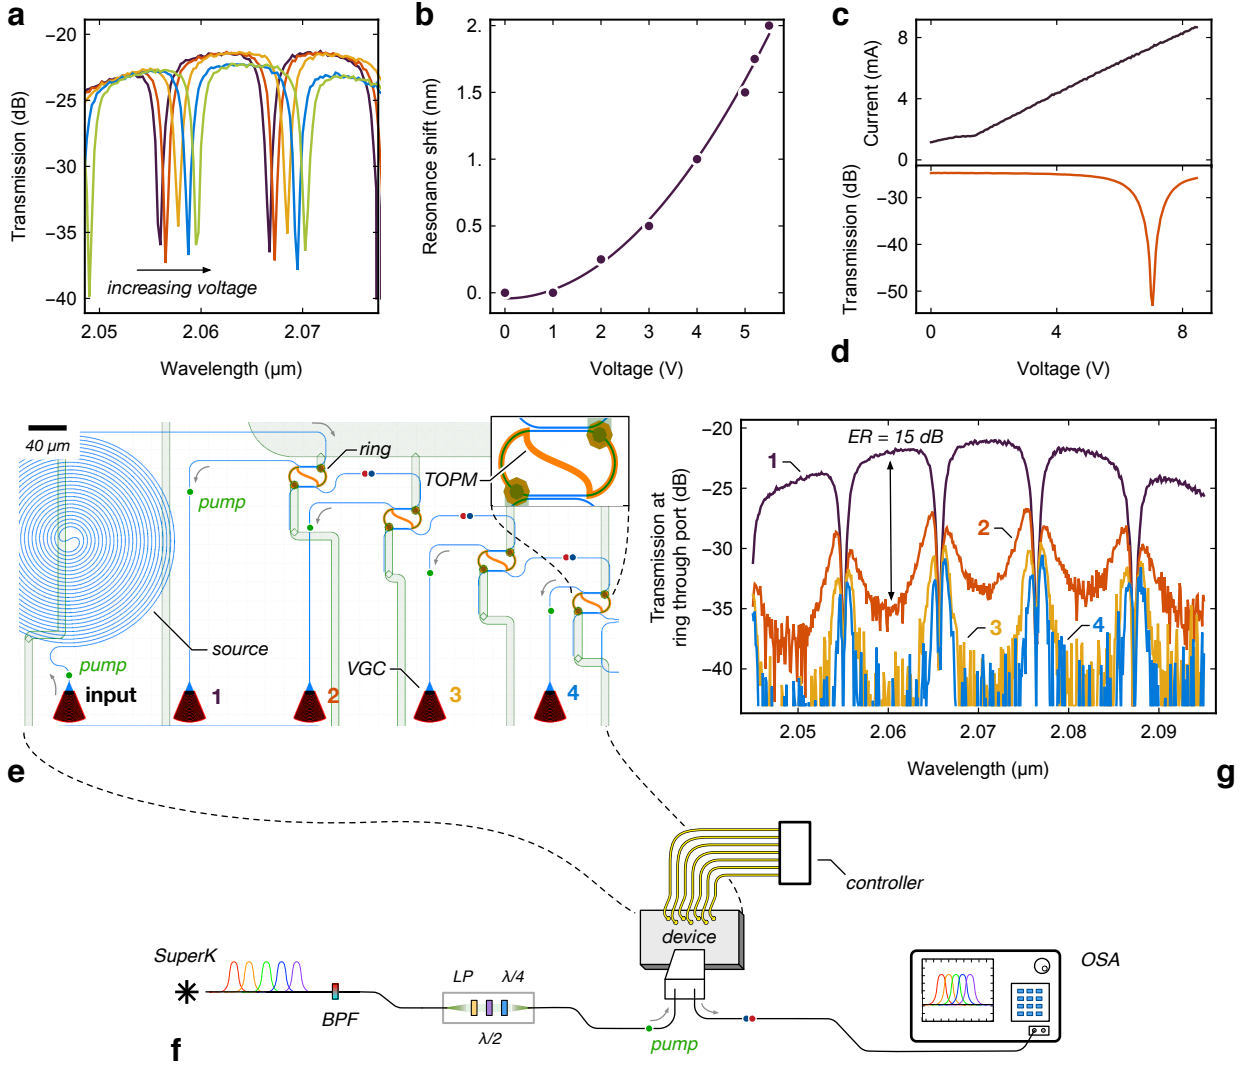 a
−20
−25
−30
−35
−40
Transmission (dB)
increasing voltage
2.05
2.06
2.07
Wavelength (μm)
b
2.
1.5
1.
0.5
0.
Resonance shift (nm)
0
1
2
3
4
5
Voltage (V)
c
8
4
0
Current (mA)
−30
−40
−50
Transmission (dB)
0
4
8
Voltage (V)
d
40 μm
ring
TOPM
pump
source
pump
VGC
input
1
2
3
4
−20
−25
−30
−35
−40
Transmission at
ring through port (dB)
ER = 15 dB
1
2
3
4
2.05
2.06
2.07
2.08
2.09
Wavelength (μm)
e
g
controller
device
SuperK
BPF
LP
λ/4
λ/2
pump
OSA
f